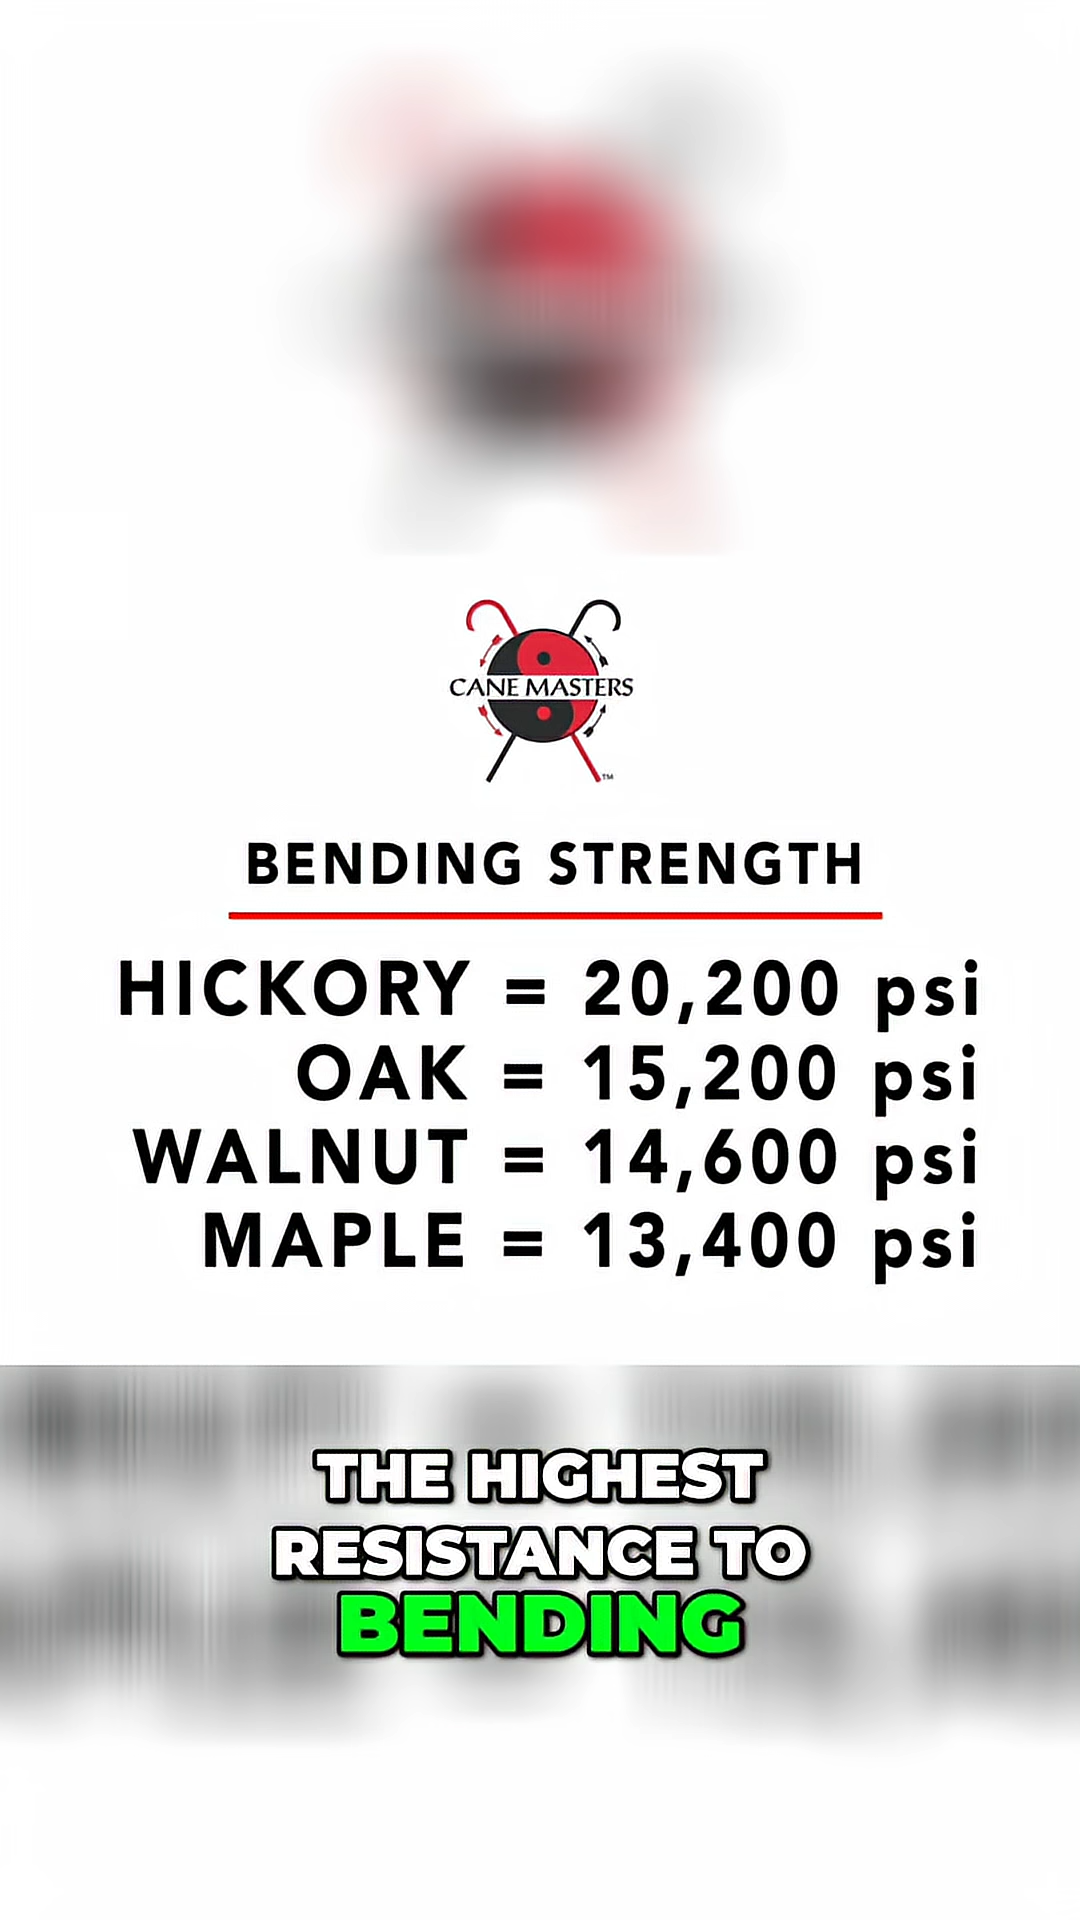 CANE MASTERS
TM
BENDING STRENGTH
HICKORY = 20,200 psi
OAK = 15,200 psi
WALNUT = 14,600 psi
MAPLE = 13,400 psi
THE HIGHEST
RESISTANCE TO
BENDING